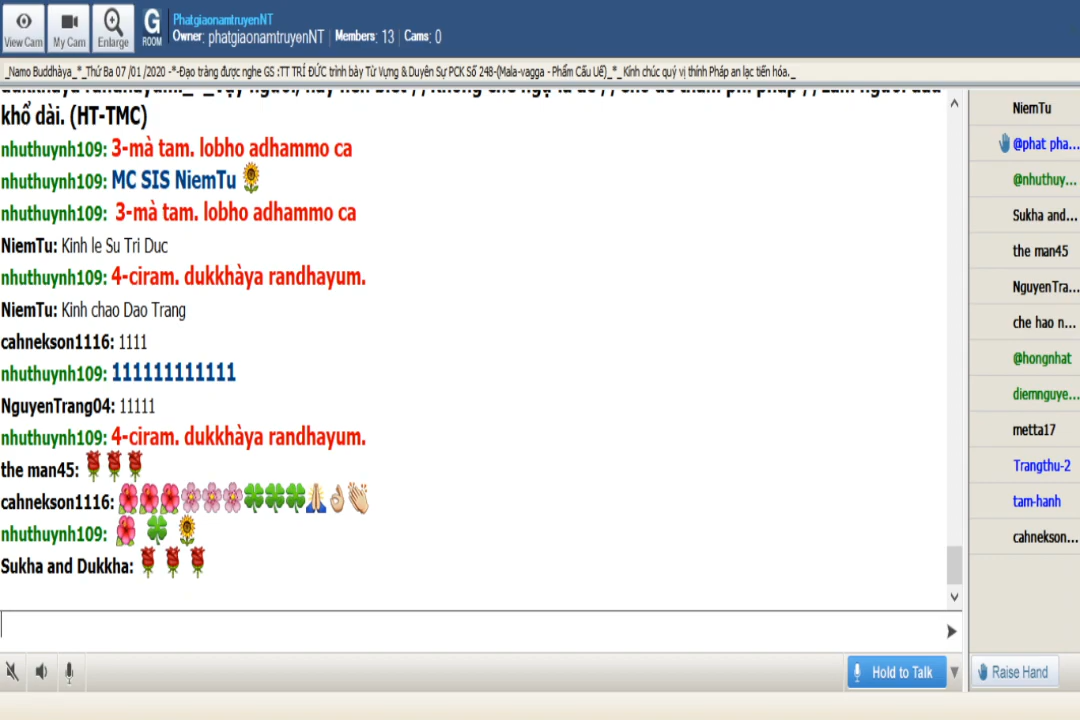 PhatgiaonamtruyenNT
View Cam My Cam Enlarge G ROOM Owner: phatgiaonamtruyenNT | Members: 13 | Cams: 0
_Namo Buddhàya_*_Thứ Ba 07 /01 /2020 -*-Đạo tràng được nghe GS :TT TRÍ ĐỨC trình bày Từ Vựng & Duyên Sự PCK Số 248-(Mala-vagga - Phẩm Cấu Uế)_*_ Kính chúc quý vị thính Pháp an lạc tiến hóa._
khổ dài. (HT-TMC)
nhuthuynh109: 3-mà tam. lobho adhammo ca
nhuthuynh109: MC SIS NiemTu
nhuthuynh109: 3-mà tam. lobho adhammo ca
NiemTu: Kinh le Su Tri Duc
nhuthuynh109: 4-ciram. dukkhàya randhayum.
NiemTu: Kinh chao Dao Trang
cahnekson1116: 1111
nhuthuynh109: 111111111111
NguyenTrang04: 11111
nhuthuynh109: 4-ciram. dukkhàya randhayum.
the man45:
cahnekson1116:
nhuthuynh109:
Sukha and Dukkha:
NiemTu
@phat pha...
@nhuthuy...
Sukha and...
the man45
NguyenTra...
che hao n...
@hongnhat
diemnguye...
metta17
Trangthu-2
tam-hanh
cahnekson...
Hold to Talk
Raise Hand